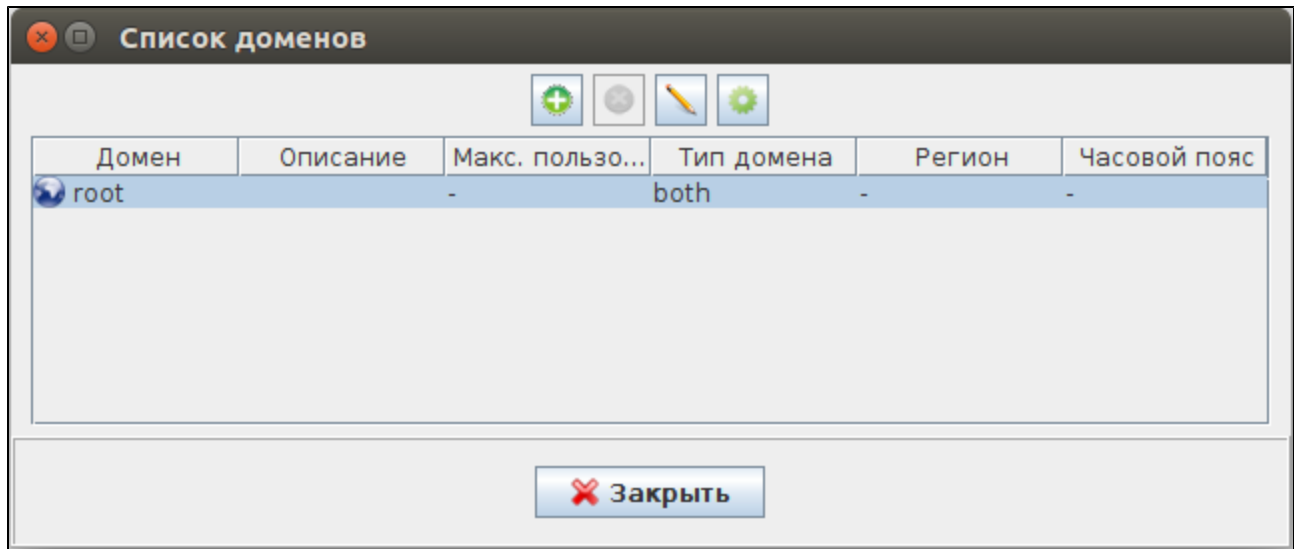 Список доменов
Домен Описание Макс. пользо... Тип домена Регион Часовой пояс
root - both - -
Закрыть